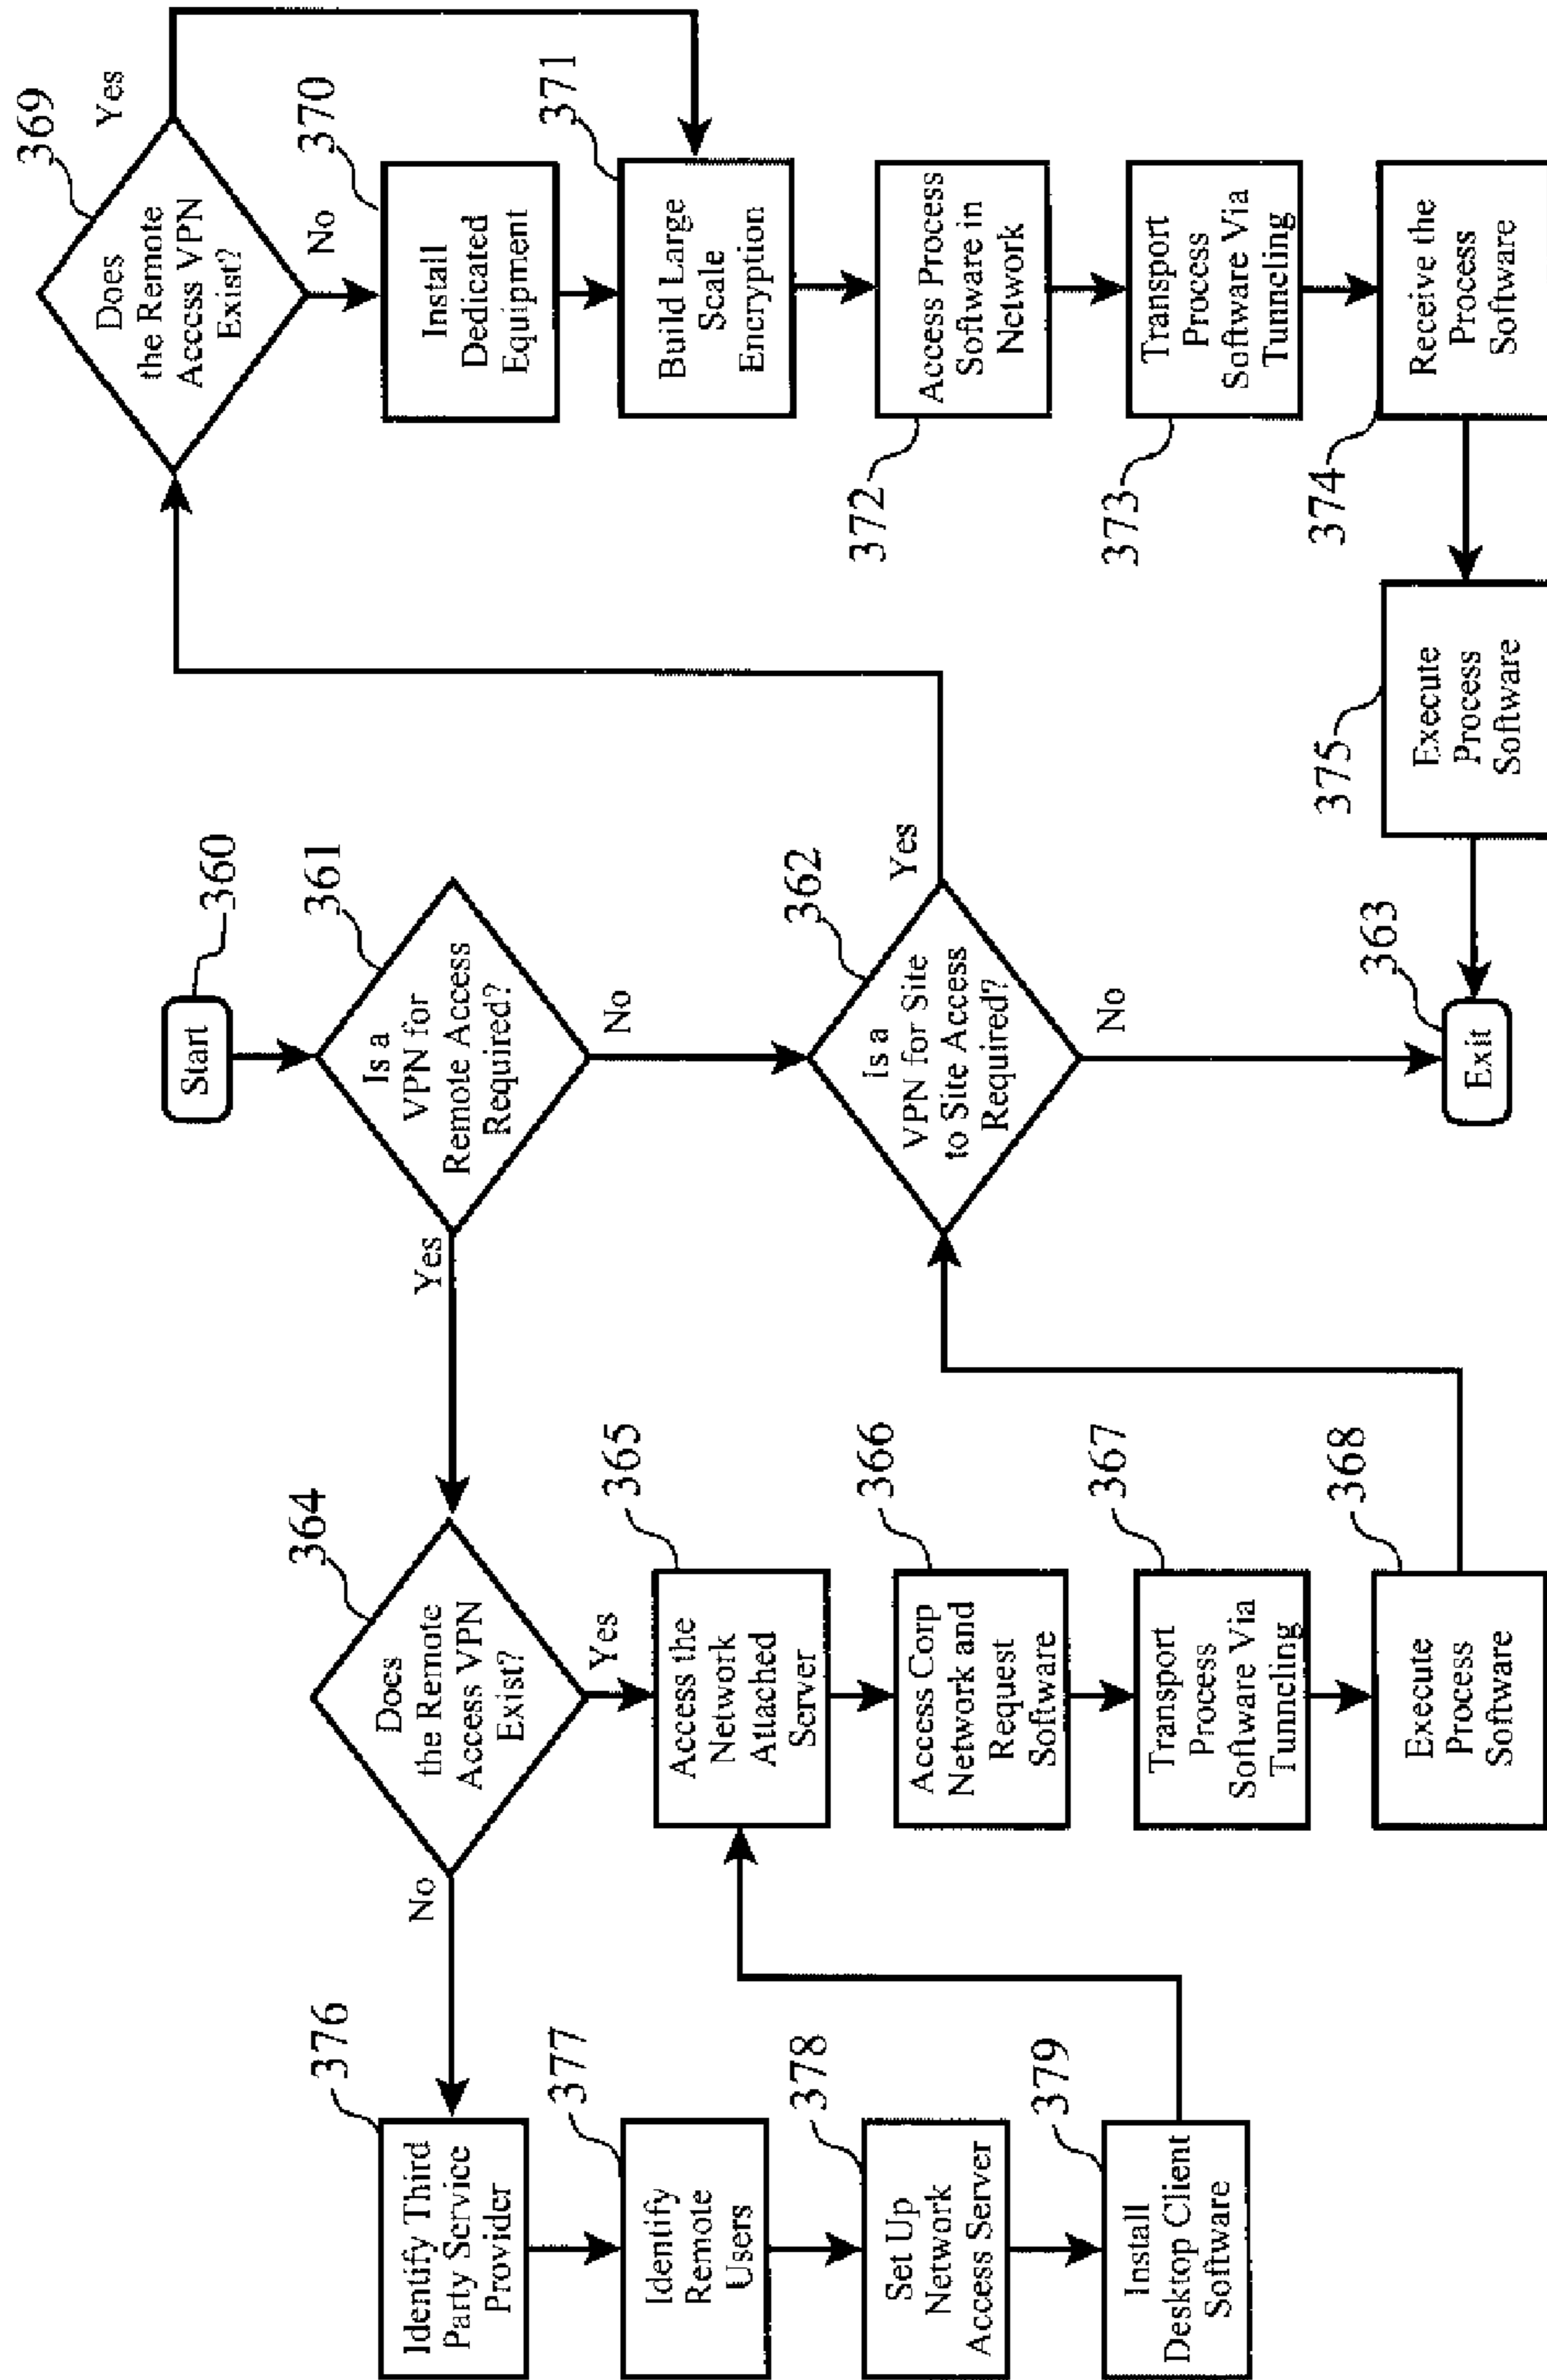 360
Start
361
Is a
VPN for
Remote Access
Required?
Yes
No
364
Does
the Remote
Access VPN
Exist?
No
Yes
376
Identify Third
Party Service
Provider
377
Identify
Remote
Users
378
Set Up
Network
Access Server
379
Install
Desktop Client
Software
365
Access the
Network
Attached
Server
366
Access Corp
Network and
Request
Software
367
Transport
Process
Software Via
Tunneling
368
Execute
Process
Software
362
Is a
VPN for Site
to Site Access
Required?
Yes
No
363
Exit
369
Does
the Remote
Access VPN
Exist?
Yes
No
370
Install
Dedicated
Equipment
371
Build Large
Scale
Encryption
372
Access Process
Software in
Network
373
Transport
Process
Software Via
Tunneling
374
Receive the
Process
Software
375
Execute
Process
Software